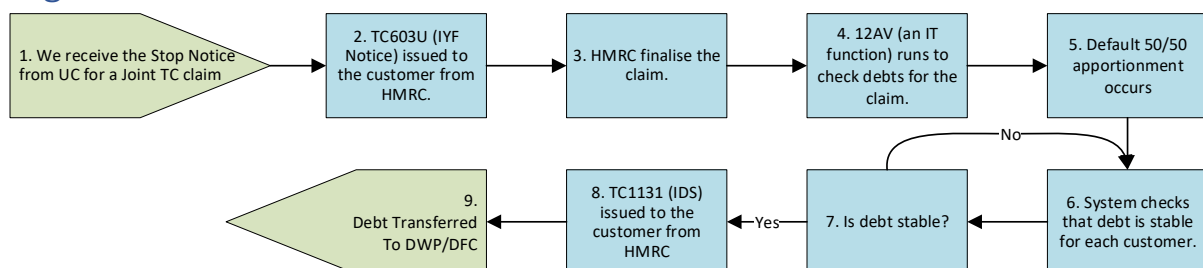 1. We receive the Stop Notice
from UC for a Joint TC claim
2. TC603U (IYF
Notice) issued to
the customer from
HMRC.
3. HMRC finalise the
claim.
4. 12AV (an IT
function) runs to
check debts for the
claim.
5. Default 50/50
apportionment
occurs
6. System checks
that debt is stable
for each customer.
7. Is debt stable?
No
Yes
8. TC1131 (IDS)
issued to the
customer from
HMRC
9.
Debt Transferred
To DWP/DFC